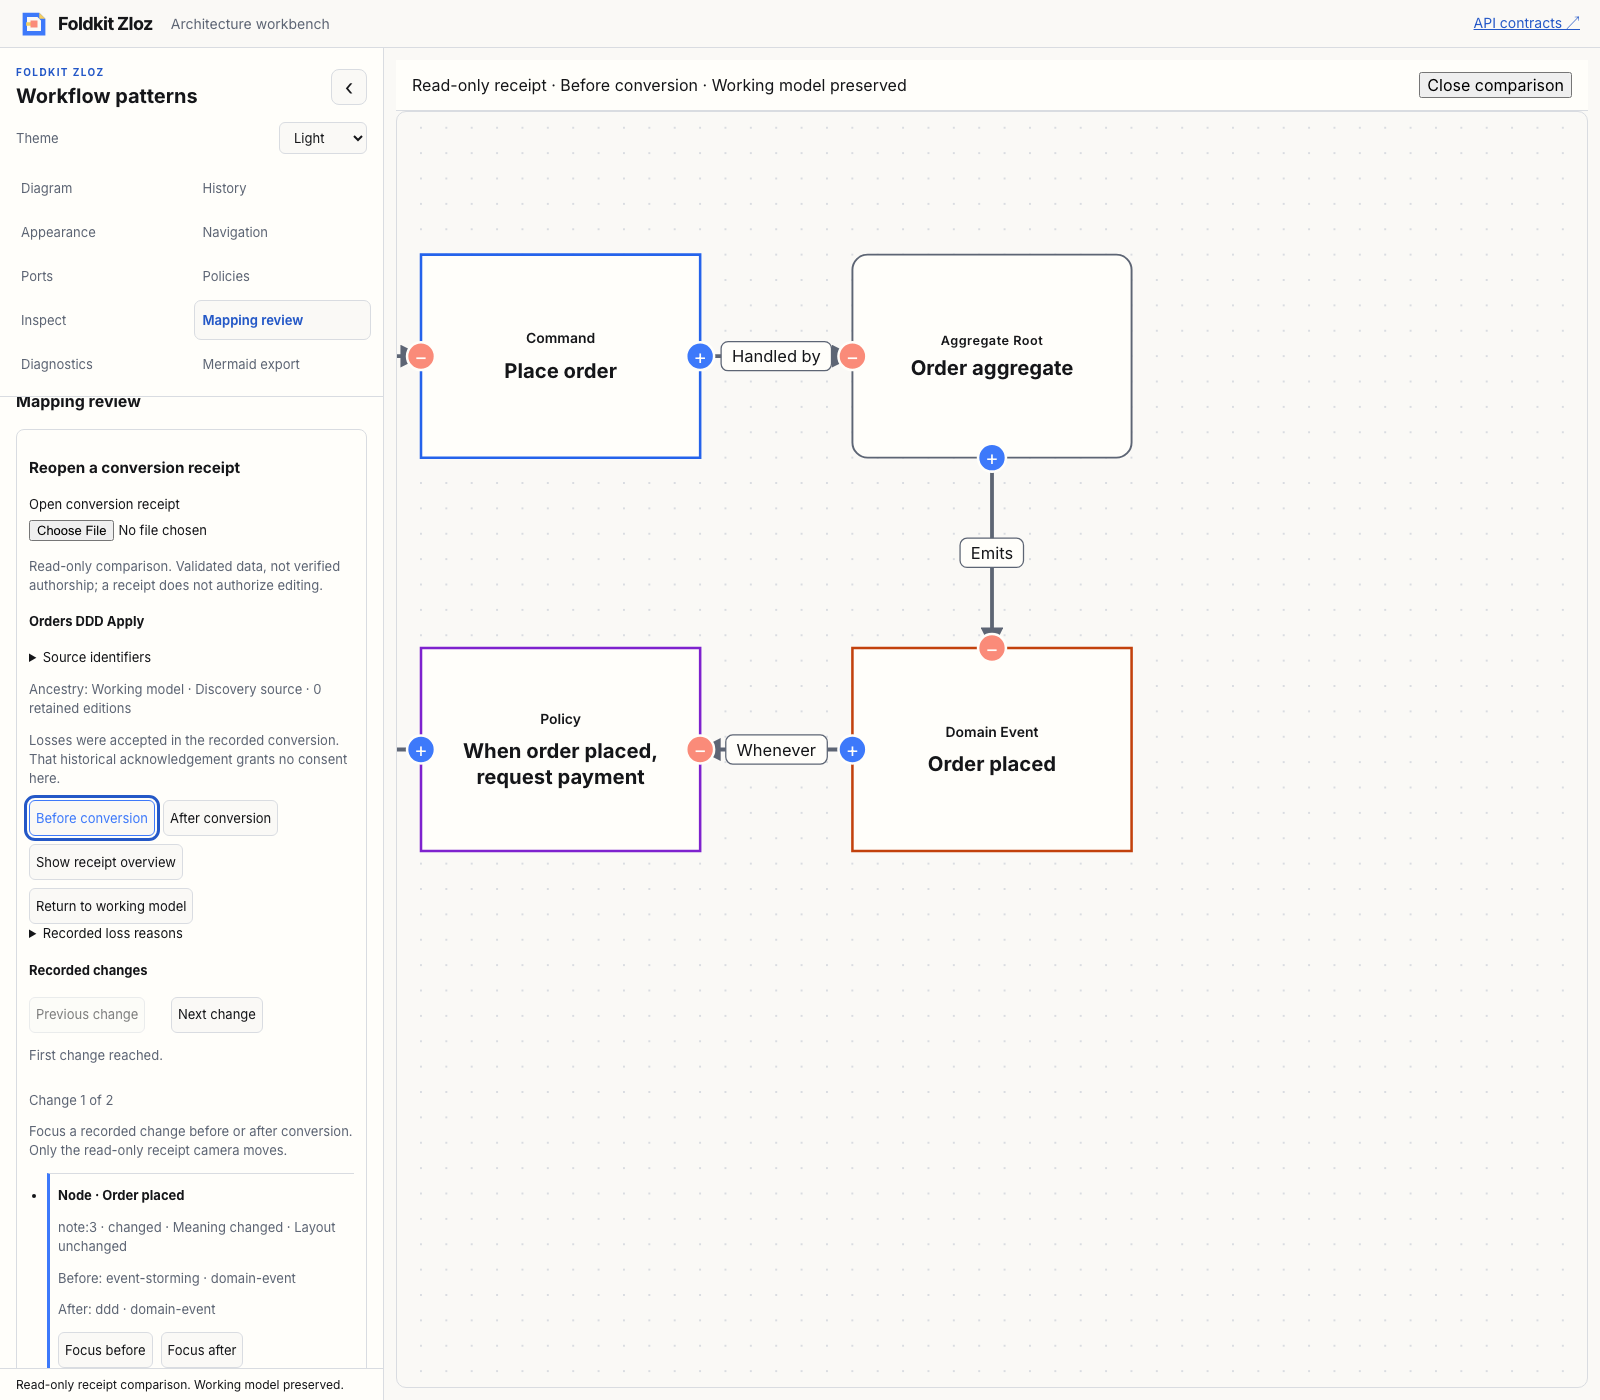 Foldkit Zloz
Architecture workbench
API contracts ↗
FOLDKIT ZLOZ
Workflow patterns
Theme
Light
Diagram
History
Appearance
Navigation
Ports
Policies
Inspect
Mapping review
Diagnostics
Mermaid export
Mapping review
Reopen a conversion receipt
Open conversion receipt
Choose File No file chosen
Read-only comparison. Validated data, not verified
authorship; a receipt does not authorize editing.
Orders DDD Apply
Source identifiers
Ancestry: Working model · Discovery source · 0
retained editions
Losses were accepted in the recorded conversion.
That historical acknowledgement grants no consent
here.
Before conversion
After conversion
Show receipt overview
Return to working model
Recorded loss reasons
Recorded changes
Previous change
Next change
First change reached.
Change 1 of 2
Focus a recorded change before or after conversion.
Only the read-only receipt camera moves.
• Node · Order placed
note:3 · changed · Meaning changed · Layout
unchanged
Before: event-storming · domain-event
After: ddd · domain-event
Focus before
Focus after
Read-only receipt comparison. Working model preserved.
Read-only receipt · Before conversion · Working model preserved
Close comparison
Command
Place order
Handled by
Aggregate Root
Order aggregate
Emits
Policy
When order placed,
request payment
Whenever
Domain Event
Order placed